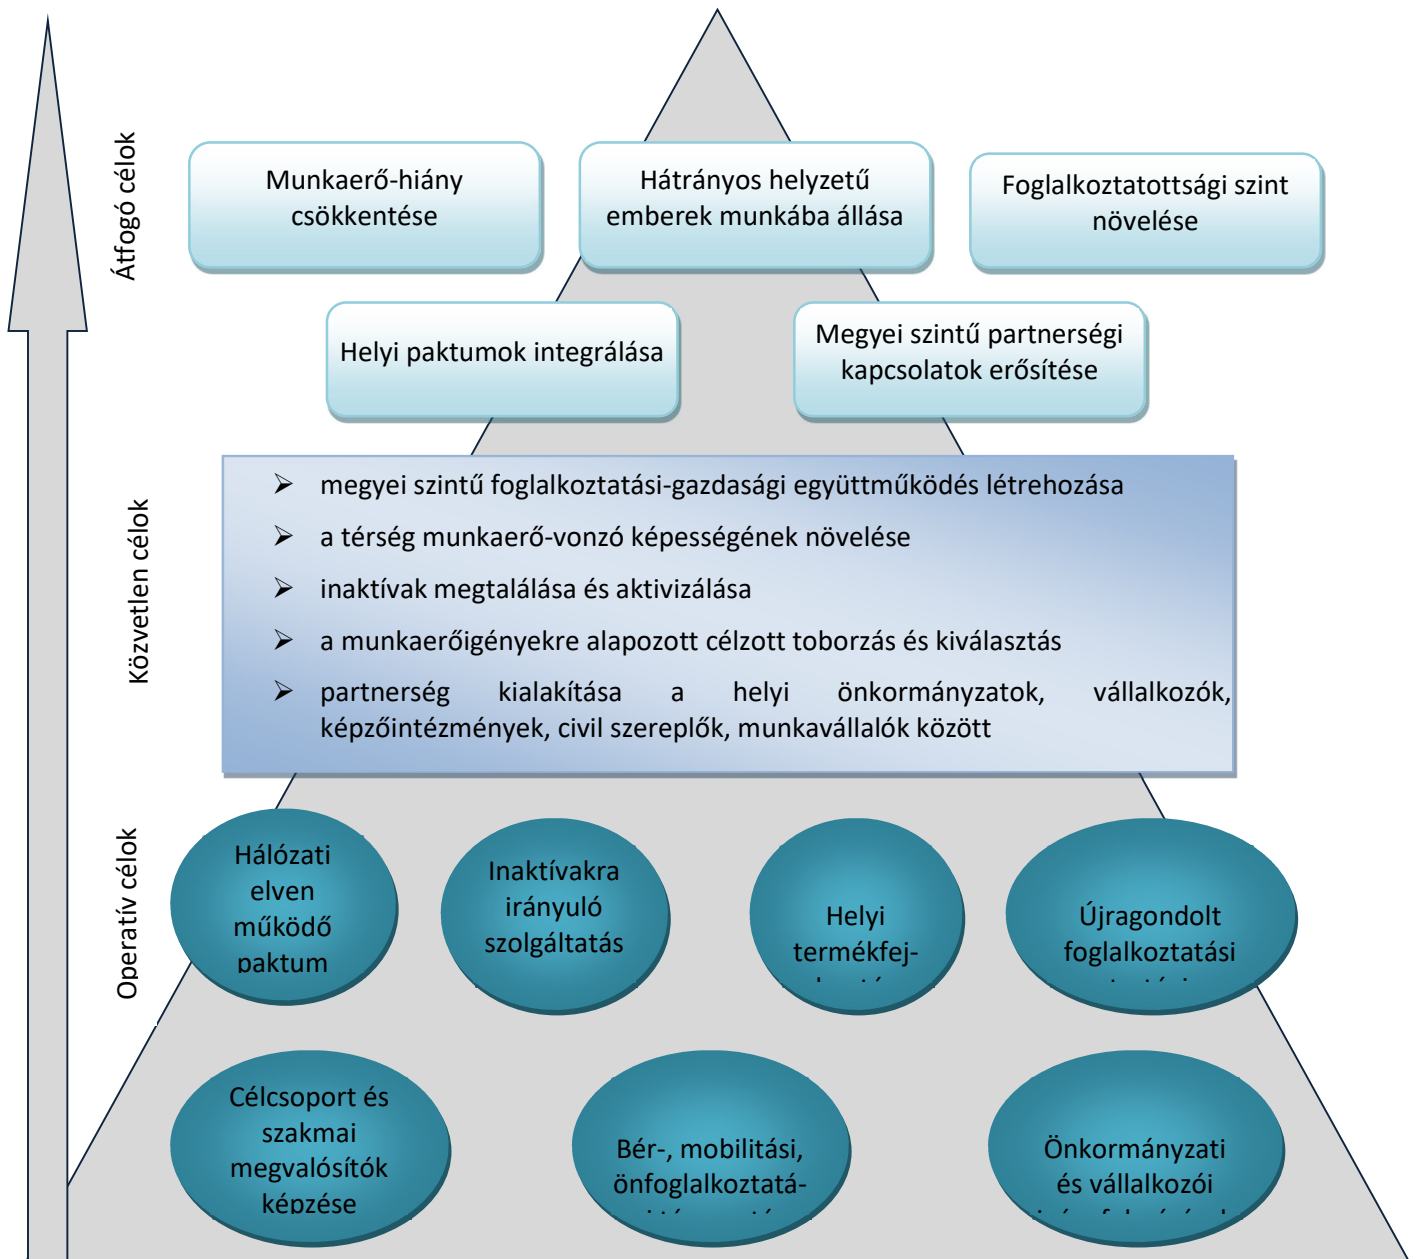 Átfogó célok
Munkaerő-hiány
csökkentése
Hátrányos helyzetű
emberek munkába állása
Foglalkoztatottsági szint
növelése
Helyi paktumok integrálása
Megyei szintű partnerségi
kapcsolatok erősítése
Közvetlen célok
➢ megyei szintű foglalkoztatási-gazdasági együttműködés létrehozása
➢ a térség munkaerő-vonzó képességének növelése
➢ inaktívak megtalálása és aktivizálása
➢ a munkaerőigényekre alapozott célzott toborzás és kiválasztás
➢ partnerség kialakítása a helyi önkormányzatok, vállalkozók,
képzőintézmények, civil szereplők, munkavállalók között
Operatív célok
Hálózati
elven
működő
paktum
Inaktívakra
irányuló
szolgáltatás
Helyi
termékfej-
Újragondolt
foglalkoztatási
Célcsoport és
szakmai
megvalósítók
képzése
Bér-, mobilitási,
önfoglalkoztatá-
Önkormányzati
és vállalkozói